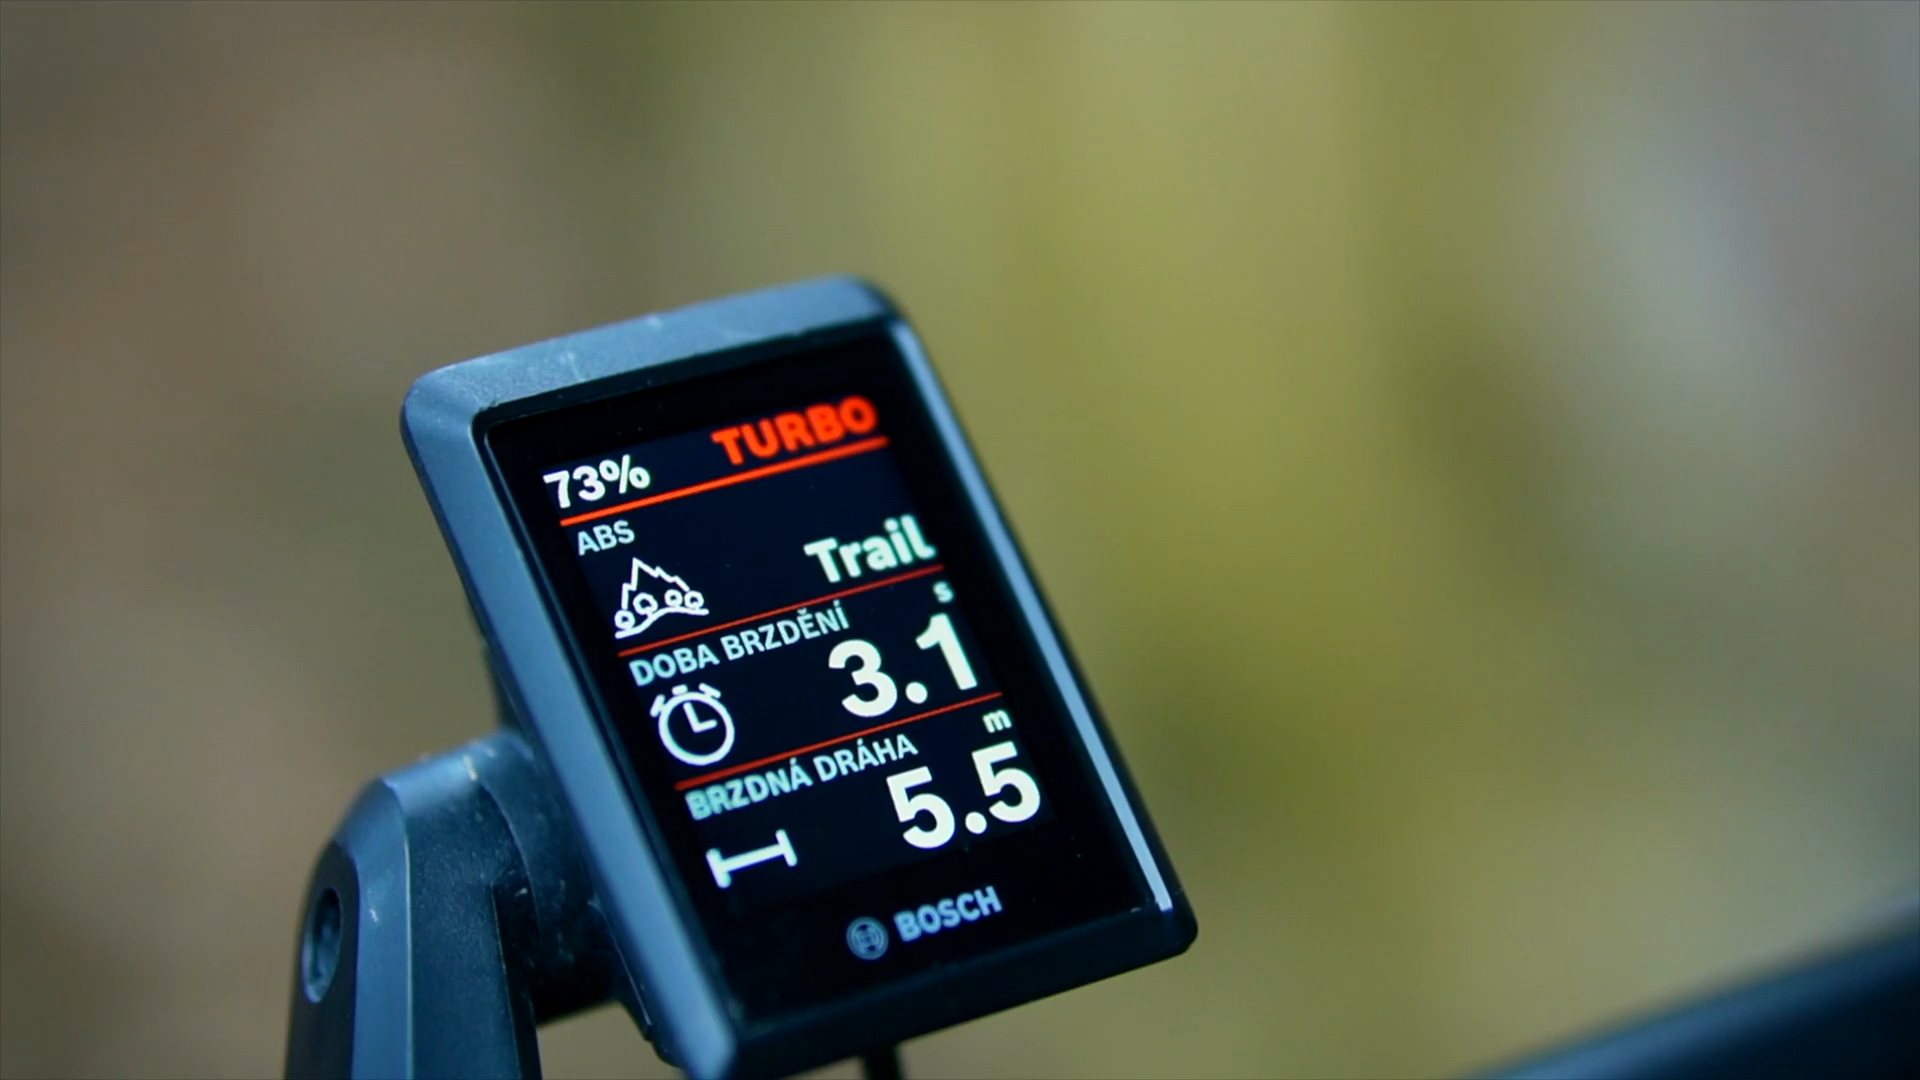 73% TURBO
ABS
Trail
DOBA BRZDĚNÍ s
3.1
BRZDNÁ DRÁHA m
5.5
BOSCH